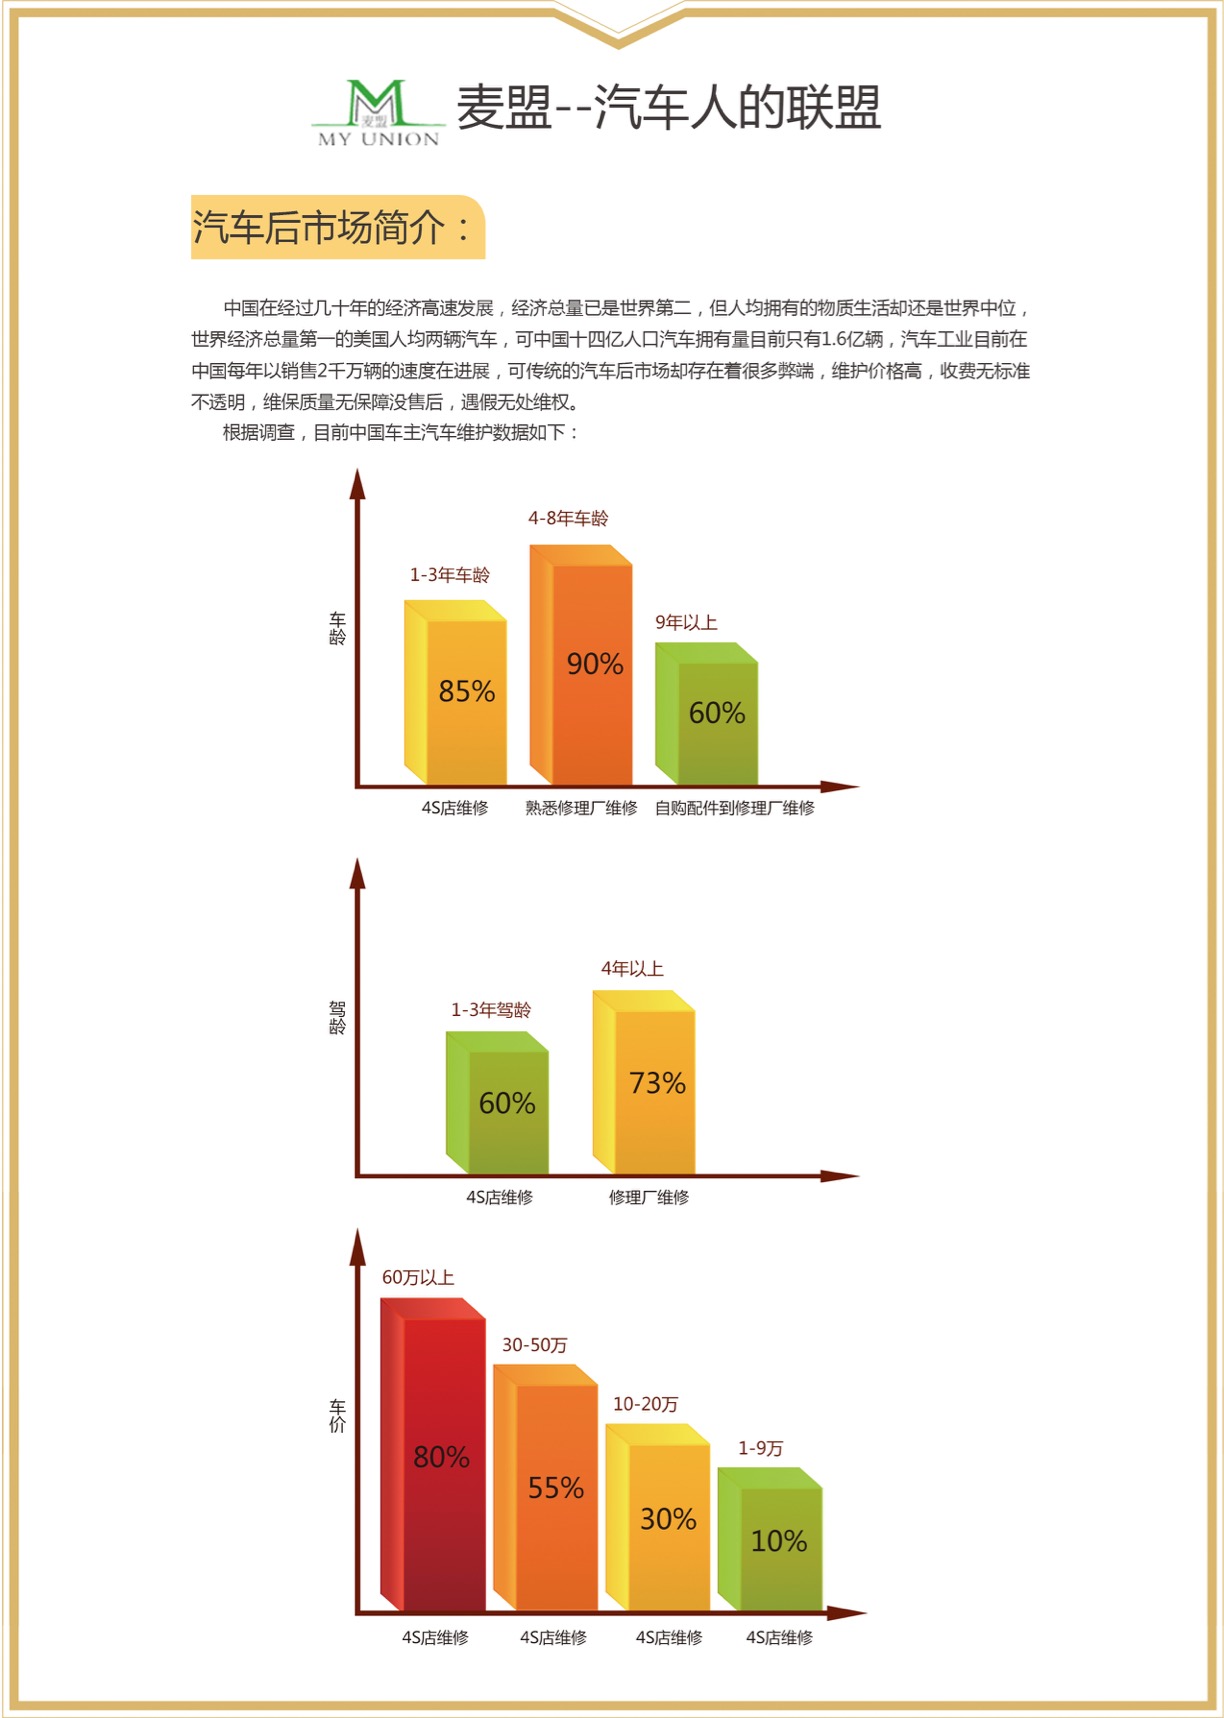 麦盟
MY UNION
麦盟--汽车人的联盟
汽车后市场简介：
中国在经过几十年的经济高速发展，经济总量已是世界第二，但人均拥有的物质生活却还是世界中位，
世界经济总量第一的美国人均两辆汽车，可中国十四亿人口汽车拥有量目前只有1.6亿辆，汽车工业目前在
中国每年以销售2千万辆的速度在进展，可传统的汽车后市场却存在着很多弊端，维护价格高，收费无标准
不透明，维保质量无保障没售后，遇假无处维权。
根据调查，目前中国车主汽车维护数据如下：
车龄
1-3年车龄
4-8年车龄
9年以上
85%
90%
60%
4S店维修
熟悉修理厂维修
自购配件到修理厂维修
驾龄
1-3年驾龄
4年以上
60%
73%
4S店维修
修理厂维修
车价
60万以上
30-50万
10-20万
1-9万
80%
55%
30%
10%
4S店维修
4S店维修
4S店维修
4S店维修